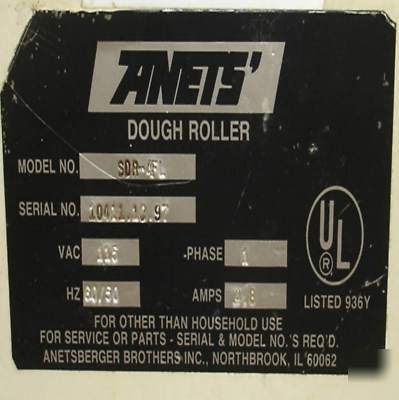 ANETS'
DOUGH ROLLER
MODEL NO.
SERIAL NO.
VAC 115 -PHASE 1
HZ AMPS
UL
R
LISTED 936Y
FOR OTHER THAN HOUSEHOLD USE
FOR SERVICE OR PARTS - SERIAL & MODEL NO.'S REQ'D.
ANETSBERGER BROTHERS INC., NORTHBROOK, IL 60062